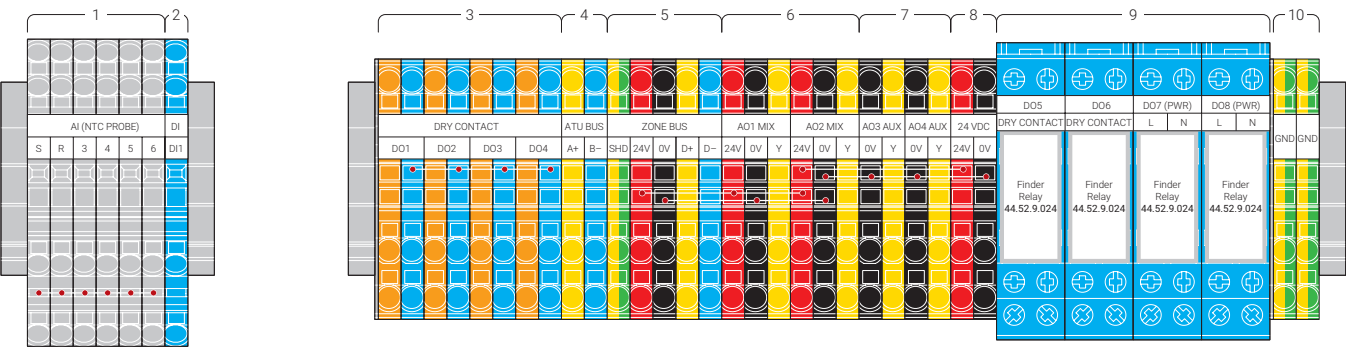 1 2 3 4 5 6 7 8 9 10
AI (NTC PROBE) DI
S R 3 4 5 6 DI1
DRY CONTACT ATU BUS ZONE BUS AO1 MIX AO2 MIX AO3 AUX AO4 AUX 24 VDC
DO1 DO2 DO3 DO4 A+ B− SHD 24V 0V D+ D− 24V 0V Y 24V 0V Y 0V Y 0V Y 24V 0V
DO5 DO6 DO7 (PWR) DO8 (PWR)
DRY CONTACT DRY CONTACT L N L N
GND GND
Finder
Relay
44.52.9.024
Finder
Relay
44.52.9.024
Finder
Relay
44.52.9.024
Finder
Relay
44.52.9.024